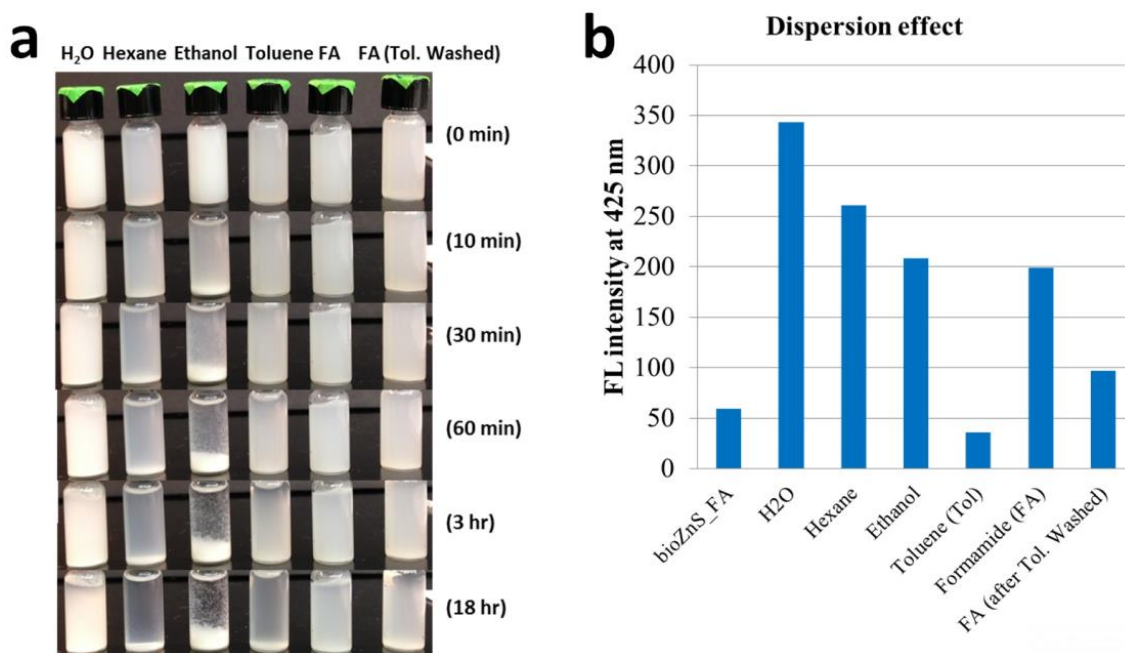 a
H₂O Hexane Ethanol Toluene FA FA (Tol. Washed)
(0 min)
(10 min)
(30 min)
(60 min)
(3 hr)
(18 hr)
b
Dispersion effect
FL intensity at 425 nm
400
350
300
250
200
150
100
50
0
bioZnS_FA
H2O
Hexane
Ethanol
Toluene (Tol)
Formamide (FA)
FA (after Tol. Washed)